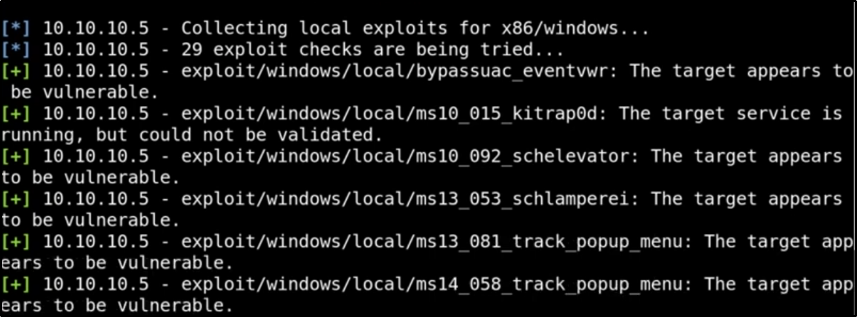 [*] 10.10.10.5 - Collecting local exploits for x86/windows...
[*] 10.10.10.5 - 29 exploit checks are being tried...
[+] 10.10.10.5 - exploit/windows/local/bypassuac_eventvwr: The target appears to
 be vulnerable.
[+] 10.10.10.5 - exploit/windows/local/ms10_015_kitrap0d: The target service is
running, but could not be validated.
[+] 10.10.10.5 - exploit/windows/local/ms10_092_schelevator: The target appears
to be vulnerable.
[+] 10.10.10.5 - exploit/windows/local/ms13_053_schlamperei: The target appears
to be vulnerable.
[+] 10.10.10.5 - exploit/windows/local/ms13_081_track_popup_menu: The target app
ears to be vulnerable.
[+] 10.10.10.5 - exploit/windows/local/ms14_058_track_popup_menu: The target app
ears to be vulnerable.